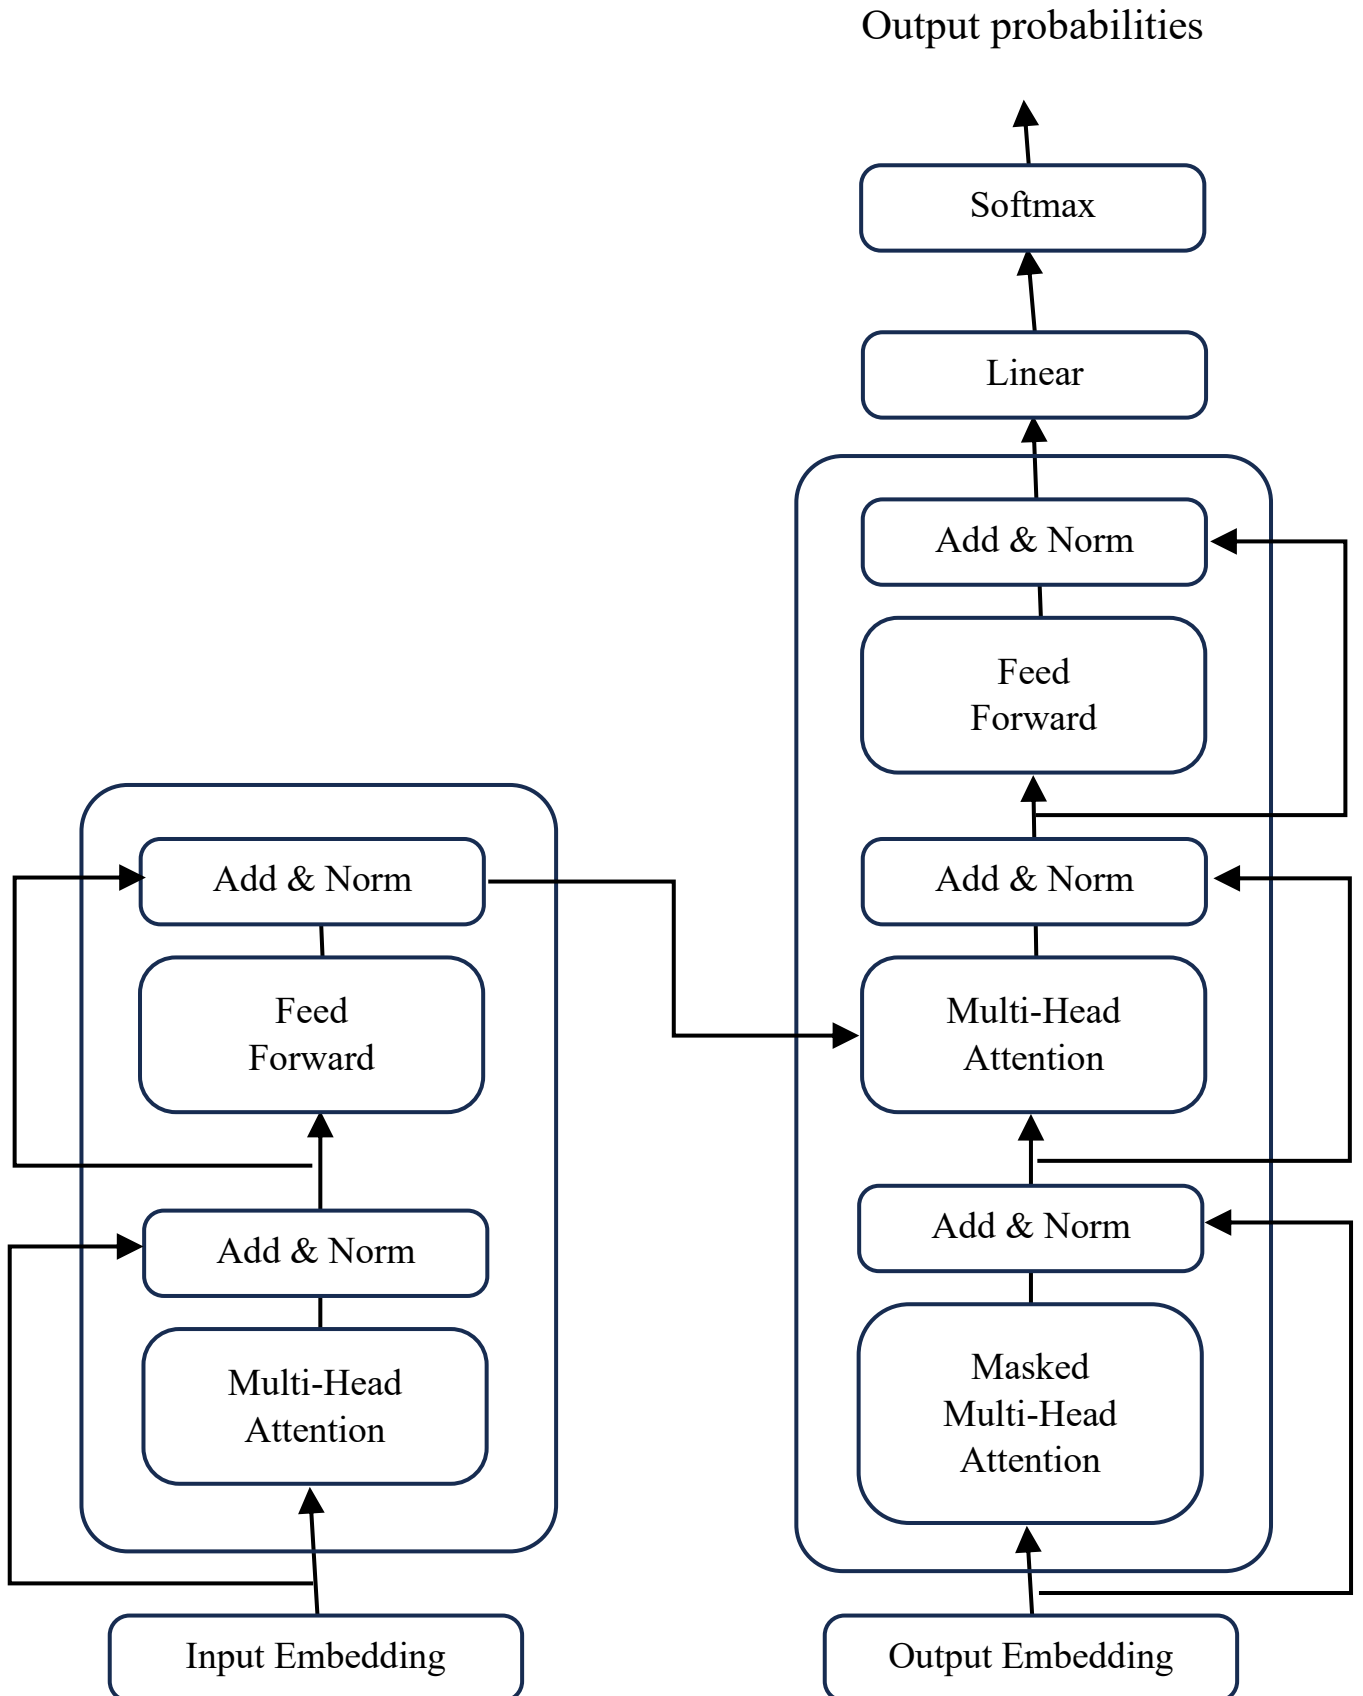 Output probabilities
Softmax
Linear
Add & Norm
Feed
Forward
Add & Norm
Multi-Head
Attention
Add & Norm
Masked
Multi-Head
Attention
Output Embedding
Add & Norm
Feed
Forward
Add & Norm
Multi-Head
Attention
Input Embedding